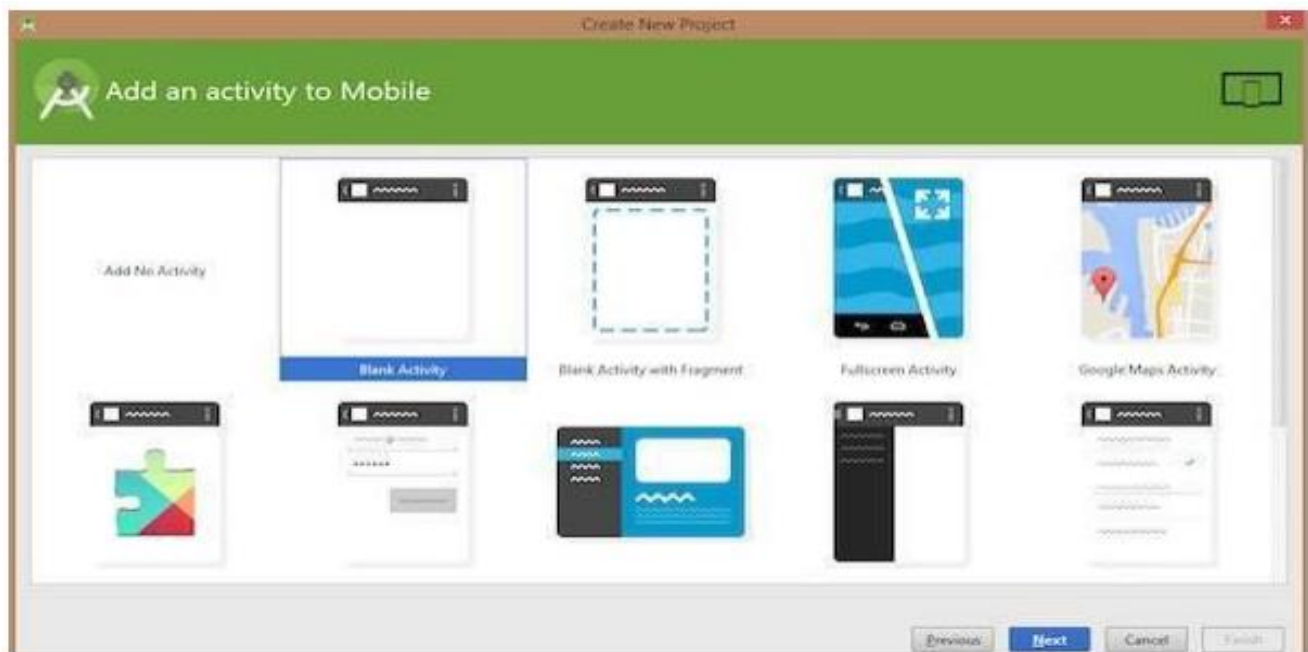 Create New Project
Add an activity to Mobile
Add No Activity
Blank Activity
Blank Activity with Fragment
Fullscreen Activity
Google Maps Activity
Previous
Next
Cancel
Finish